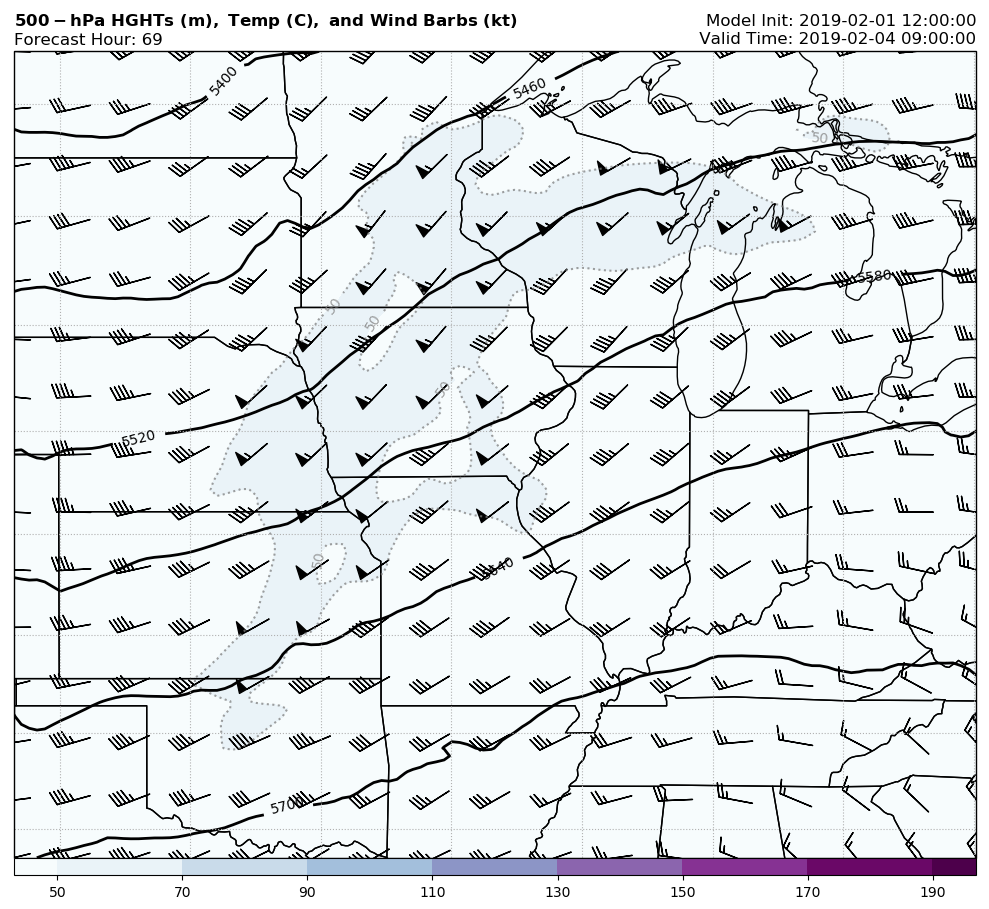 500-hPa HGHTs (m), Temp (C), and Wind Barbs (kt)
Model Init: 2019-02-01 12:00:00
Forecast Hour: 69
Valid Time: 2019-02-04 09:00:00
5400
5460
50
5580
50
50
50
5520
50
5640
5700
50 70 90 110 130 150 170 190